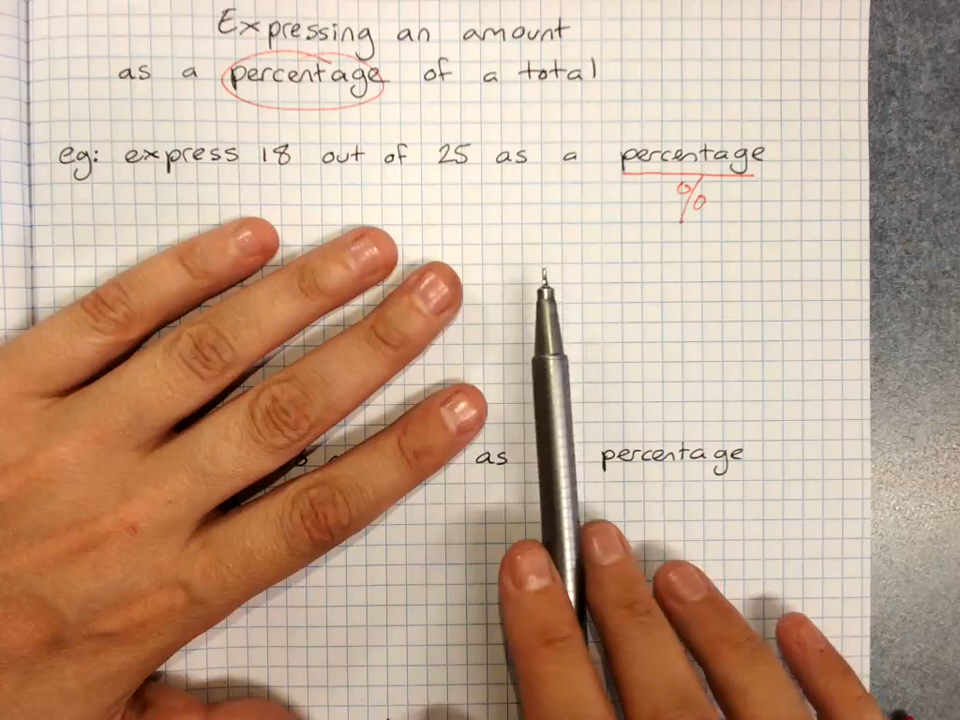 Expressing an amount
as a percentage of a total
eg: express 18 out of 25 as a percentage
%
as percentage